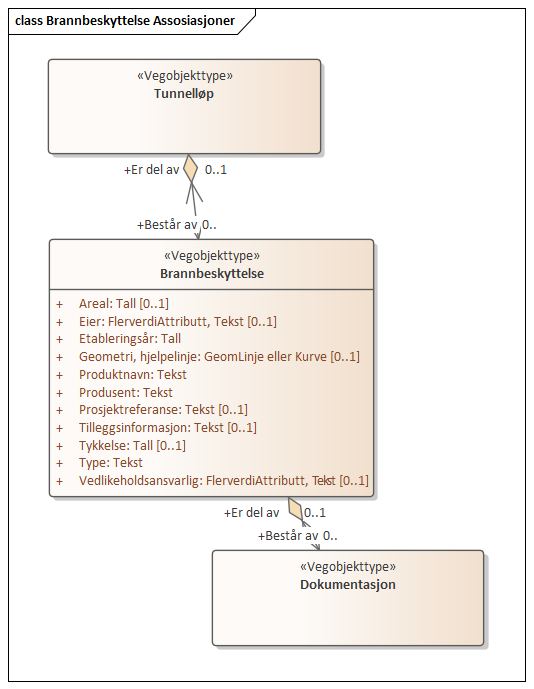 class Brannbeskyttelse Assosiasjoner
«Vegobjekttype»
Tunnelløp
+Er del av 0..1
+Består av 0..
«Vegobjekttype»
Brannbeskyttelse
+ Areal: Tall [0..1]
+ Eier: FlerverdiAttributt, Tekst [0..1]
+ Etableringsår: Tall
+ Geometri, hjelpelinje: GeomLinje eller Kurve [0..1]
+ Produktnavn: Tekst
+ Produsent: Tekst
+ Prosjektreferanse: Tekst [0..1]
+ Tilleggsinformasjon: Tekst [0..1]
+ Tykkelse: Tall [0..1]
+ Type: Tekst
+ Vedlikeholdsansvarlig: FlerverdiAttributt, Tekst [0..1]
+Er del av 0..1
+Består av 0..
«Vegobjekttype»
Dokumentasjon